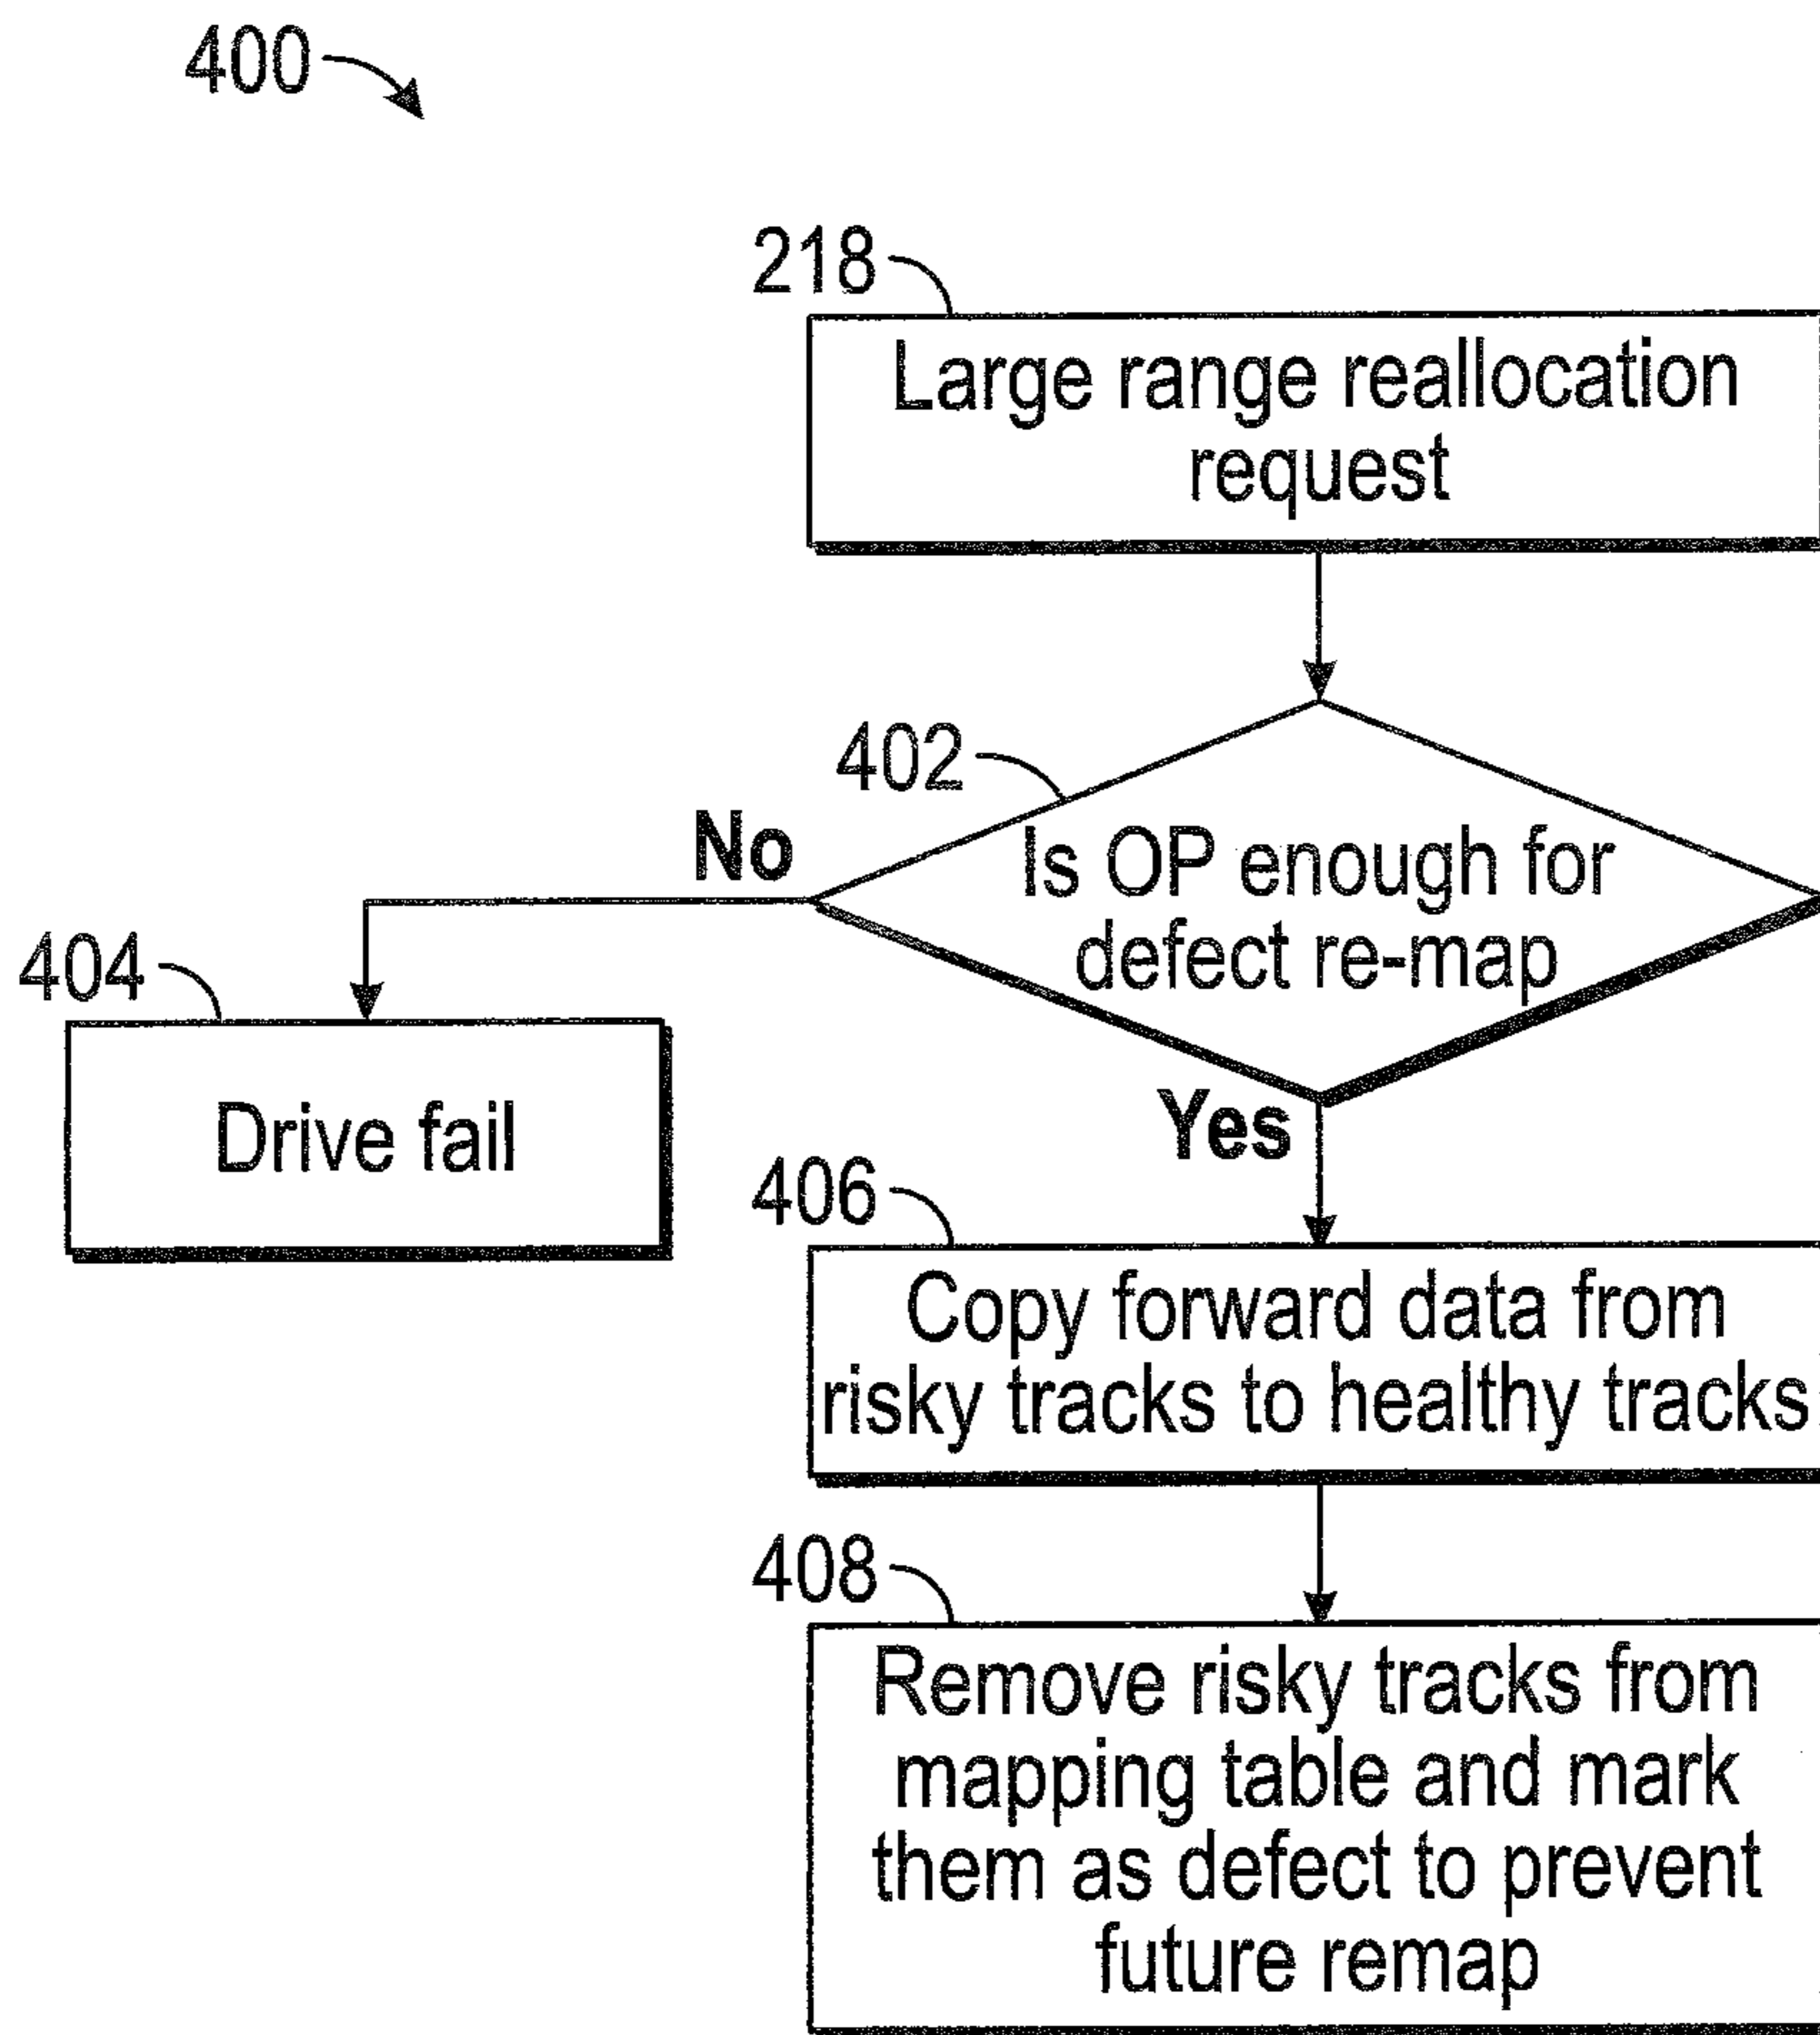 400
218
Large range reallocation
request
402
No
Is OP enough for
defect re-map
404
Drive fail
Yes
406
Copy forward data from
risky tracks to healthy tracks
408
Remove risky tracks from
mapping table and mark
them as defect to prevent
future remap